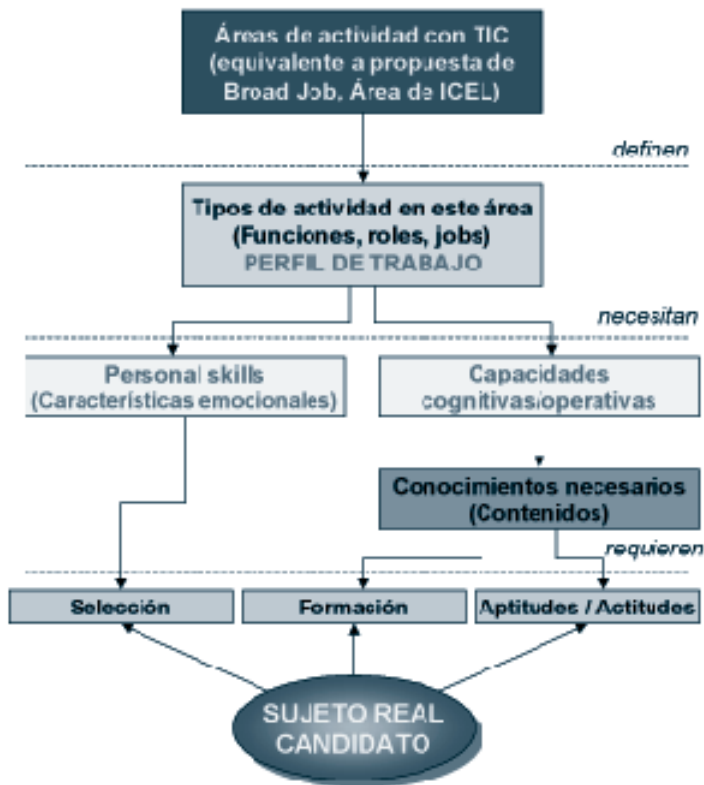 Áreas de actividad con TIC
(equivalente a propuesta de
Broad Job, Área de ICEL)
definen
Tipos de actividad en este área
(Funciones, roles, jobs)
PERFIL DE TRABAJO
necesitan
Personal skills
(Características emocionales)
Capacidades
cognitivas/operativas
Conocimientos necesarios
(Contenidos)
requieren
Selección
Formación
Aptitudes / Actitudes
SUJETO REAL
CANDIDATO